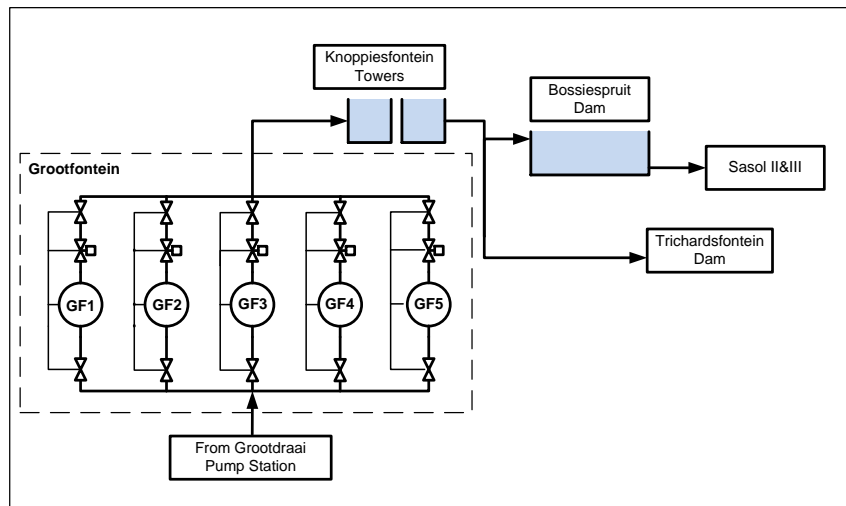 Knoppiesfontein
Towers
Bossiespruit
Dam
Grootfontein
Sasol II&III
Trichardsfontein
Dam
GF1
GF2
GF3
GF4
GF5
From Grootdraai
Pump Station